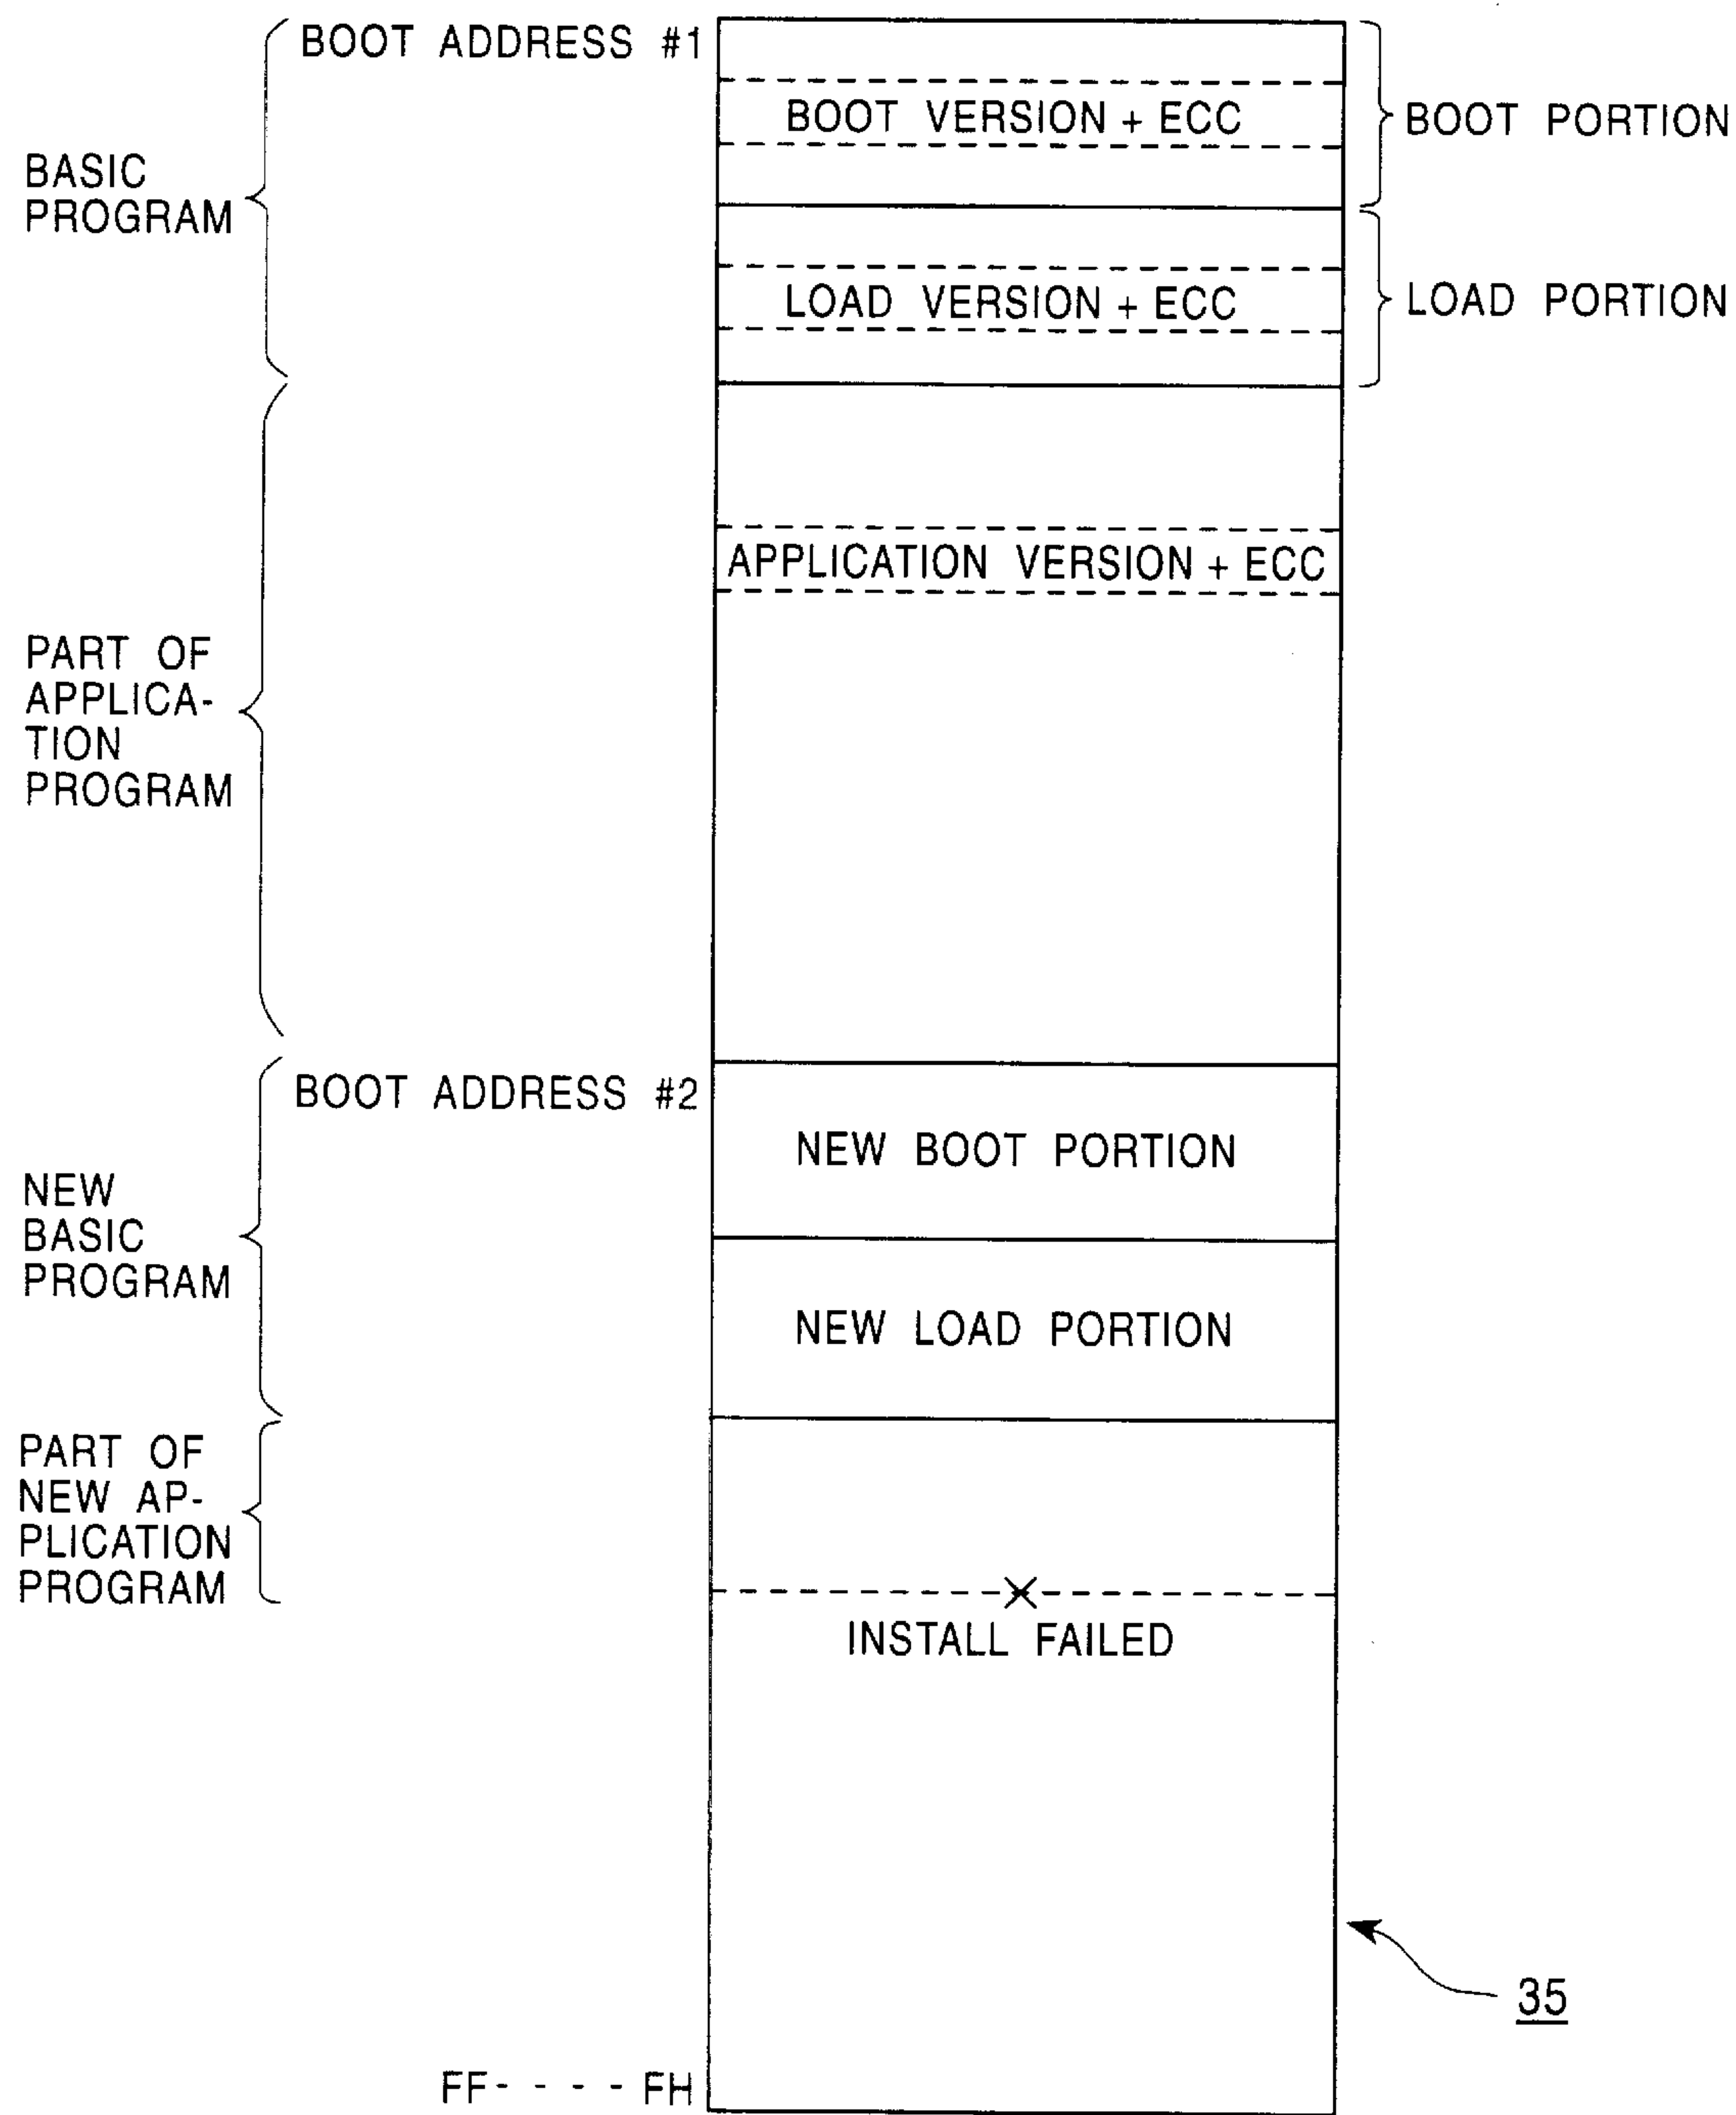 BOOT ADDRESS #1
BOOT VERSION + ECC
BOOT PORTION
BASIC
PROGRAM
LOAD VERSION + ECC
LOAD PORTION
APPLICATION VERSION + ECC
PART OF
APPLICA-
TION
PROGRAM
BOOT ADDRESS #2
NEW BOOT PORTION
NEW
BASIC
PROGRAM
NEW LOAD PORTION
PART OF
NEW AP-
PLICATION
PROGRAM
INSTALL FAILED
35
FF- - - - FH